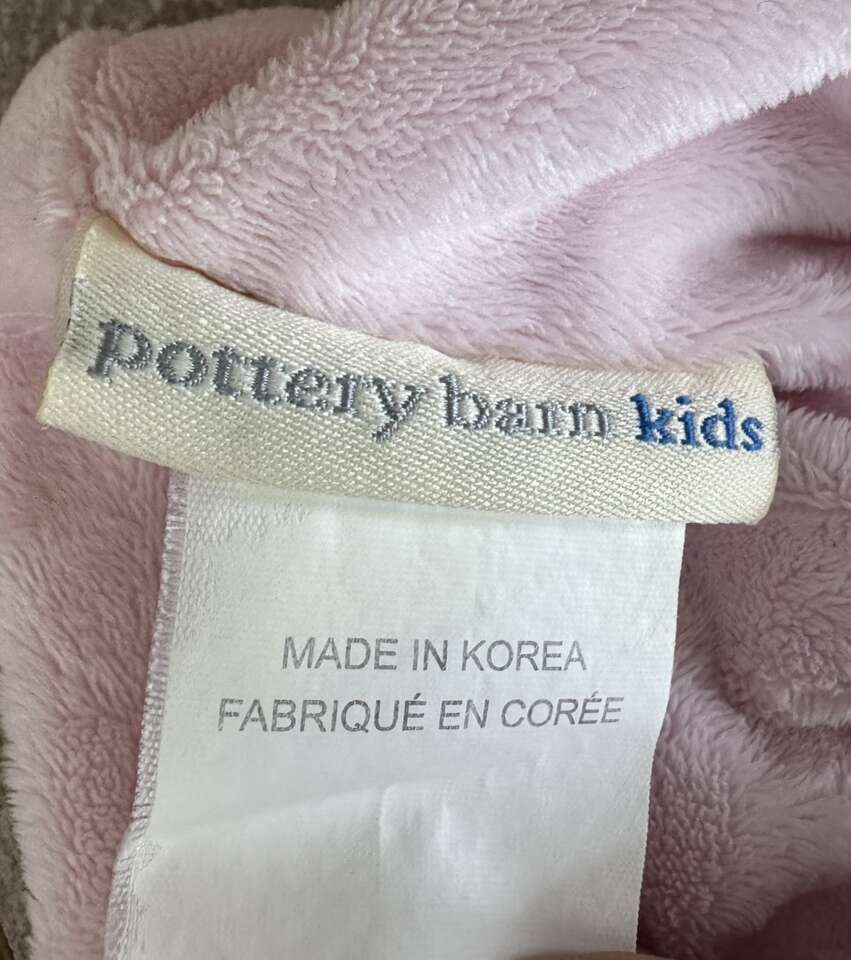 pottery barn kids
MADE IN KOREA
FABRIQUÉ EN CORÉE